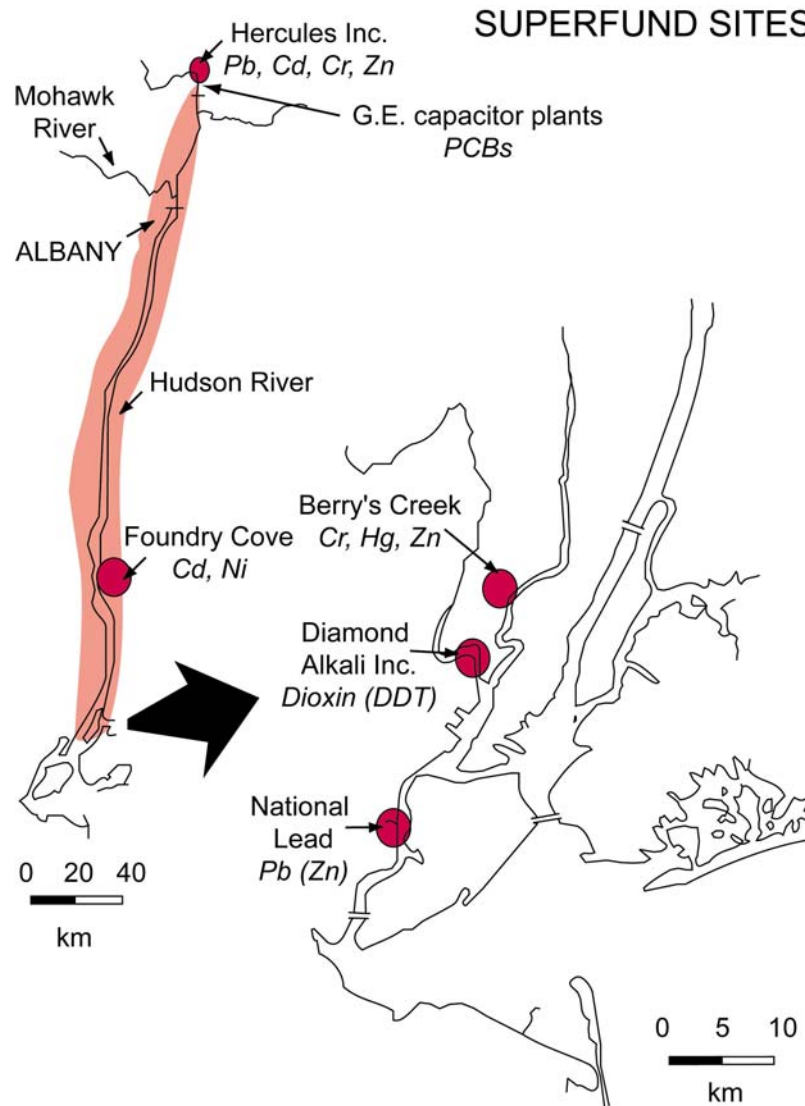 SUPERFUND SITES
Hercules Inc.
Pb, Cd, Cr, Zn
G.E. capacitor plants
PCBs
Mohawk
River
ALBANY
Hudson River
Foundry Cove
Cd, Ni
Berry's Creek
Cr, Hg, Zn
Diamond
Alkali Inc.
Dioxin (DDT)
National
Lead
Pb (Zn)
0 20 40
km
0 5 10
km